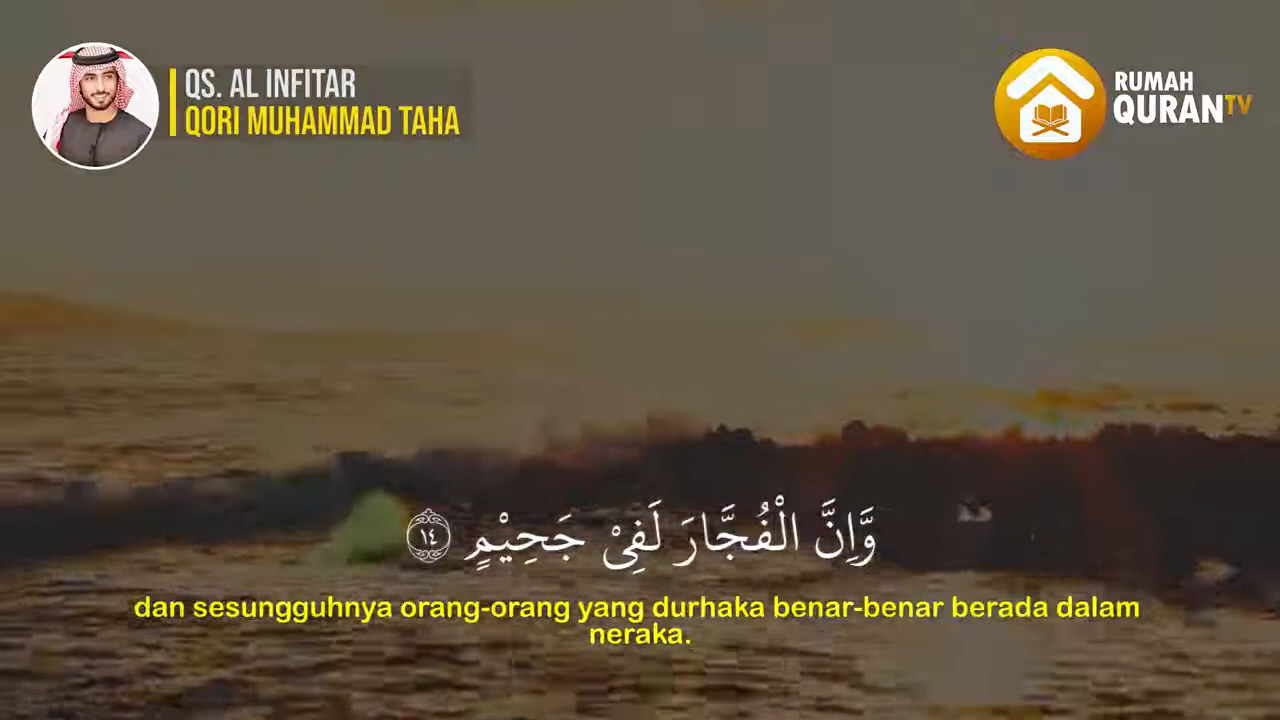 QS. AL INFITAR
QORI MUHAMMAD TAHA
RUMAH
QURANTV
وَّاِنَّ الْفُجَّارَ لَفِيْ جَحِيْمٍ ١٤
dan sesungguhnya orang-orang yang durhaka benar-benar berada dalam
neraka.